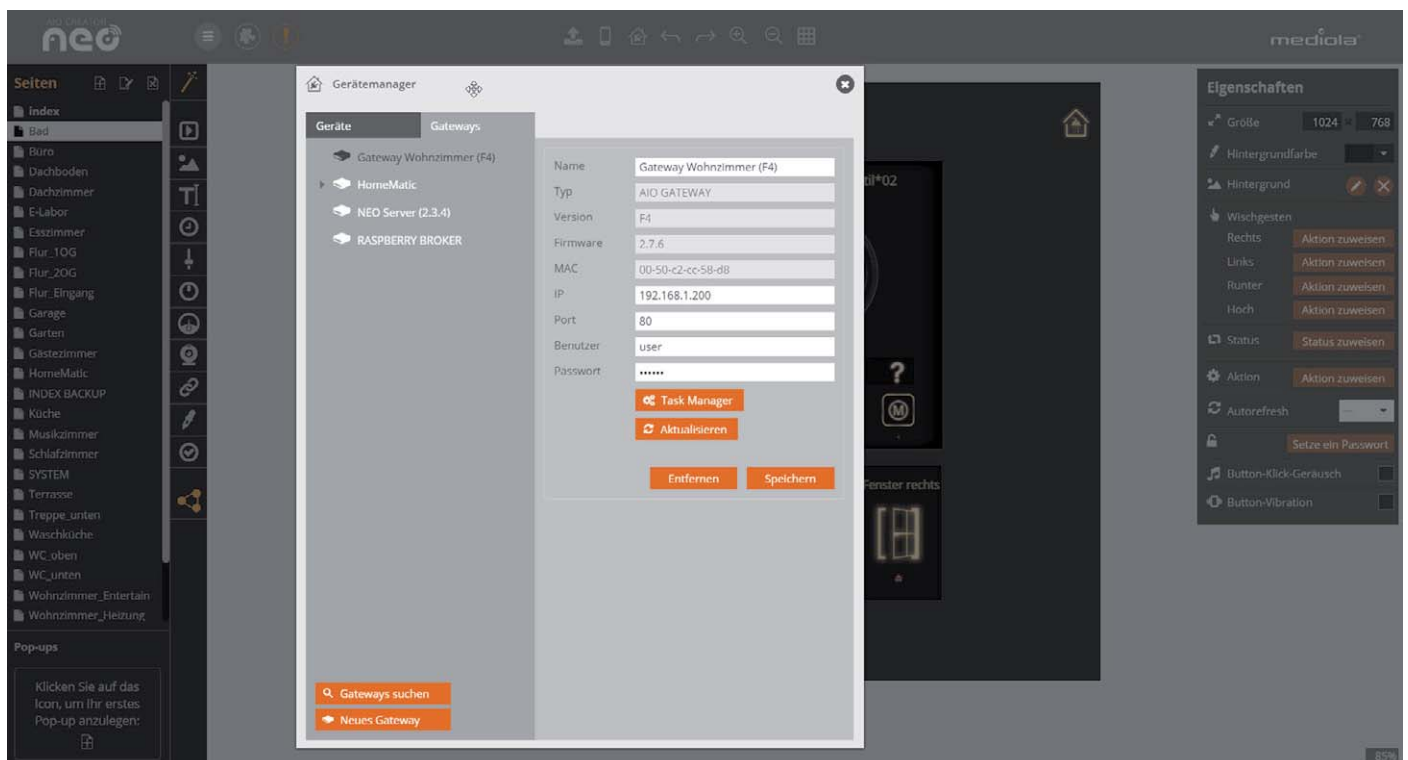 AIO CREATOR
neo
mediola
Seiten
index
Bad
Büro
Dachboden
Dachzimmer
E-Labor
Esszimmer
Flur_1OG
Flur_2OG
Flur_Eingang
Garage
Garten
Gästezimmer
HomeMatic
INDEX BACKUP
Küche
Musikzimmer
Schlafzimmer
SYSTEM
Terrasse
Treppe_unten
Waschküche
WC_oben
WC_unten
Wohnzimmer_Entertain
Wohnzimmer_Heizung
Pop-ups
Klicken Sie auf das
Icon, um Ihr erstes
Pop-up anzulegen:
Gerätemanager
Geräte Gateways
Gateway Wohnzimmer (F4)
HomeMatic
NEO Server (2.3.4)
RASPBERRY BROKER
Gateways suchen
Neues Gateway
Name Gateway Wohnzimmer (F4)
Typ AIO GATEWAY
Version F4
Firmware 2.7.6
MAC 00-50-c2-cc-58-d8
IP 192.168.1.200
Port 80
Benutzer user
Passwort ••••••
Task Manager
Aktualisieren
Entfernen Speichern
til*02
?
M
Fenster rechts
Eigenschaften
Größe 1024 × 768
Hintergrundfarbe
Hintergrund
Wischgesten
Rechts Aktion zuweisen
Links Aktion zuweisen
Runter Aktion zuweisen
Hoch Aktion zuweisen
Status Status zuweisen
Aktion Aktion zuweisen
Autorefresh
Setze ein Passwort
Button-Klick-Geräusch
Button-Vibration
85%